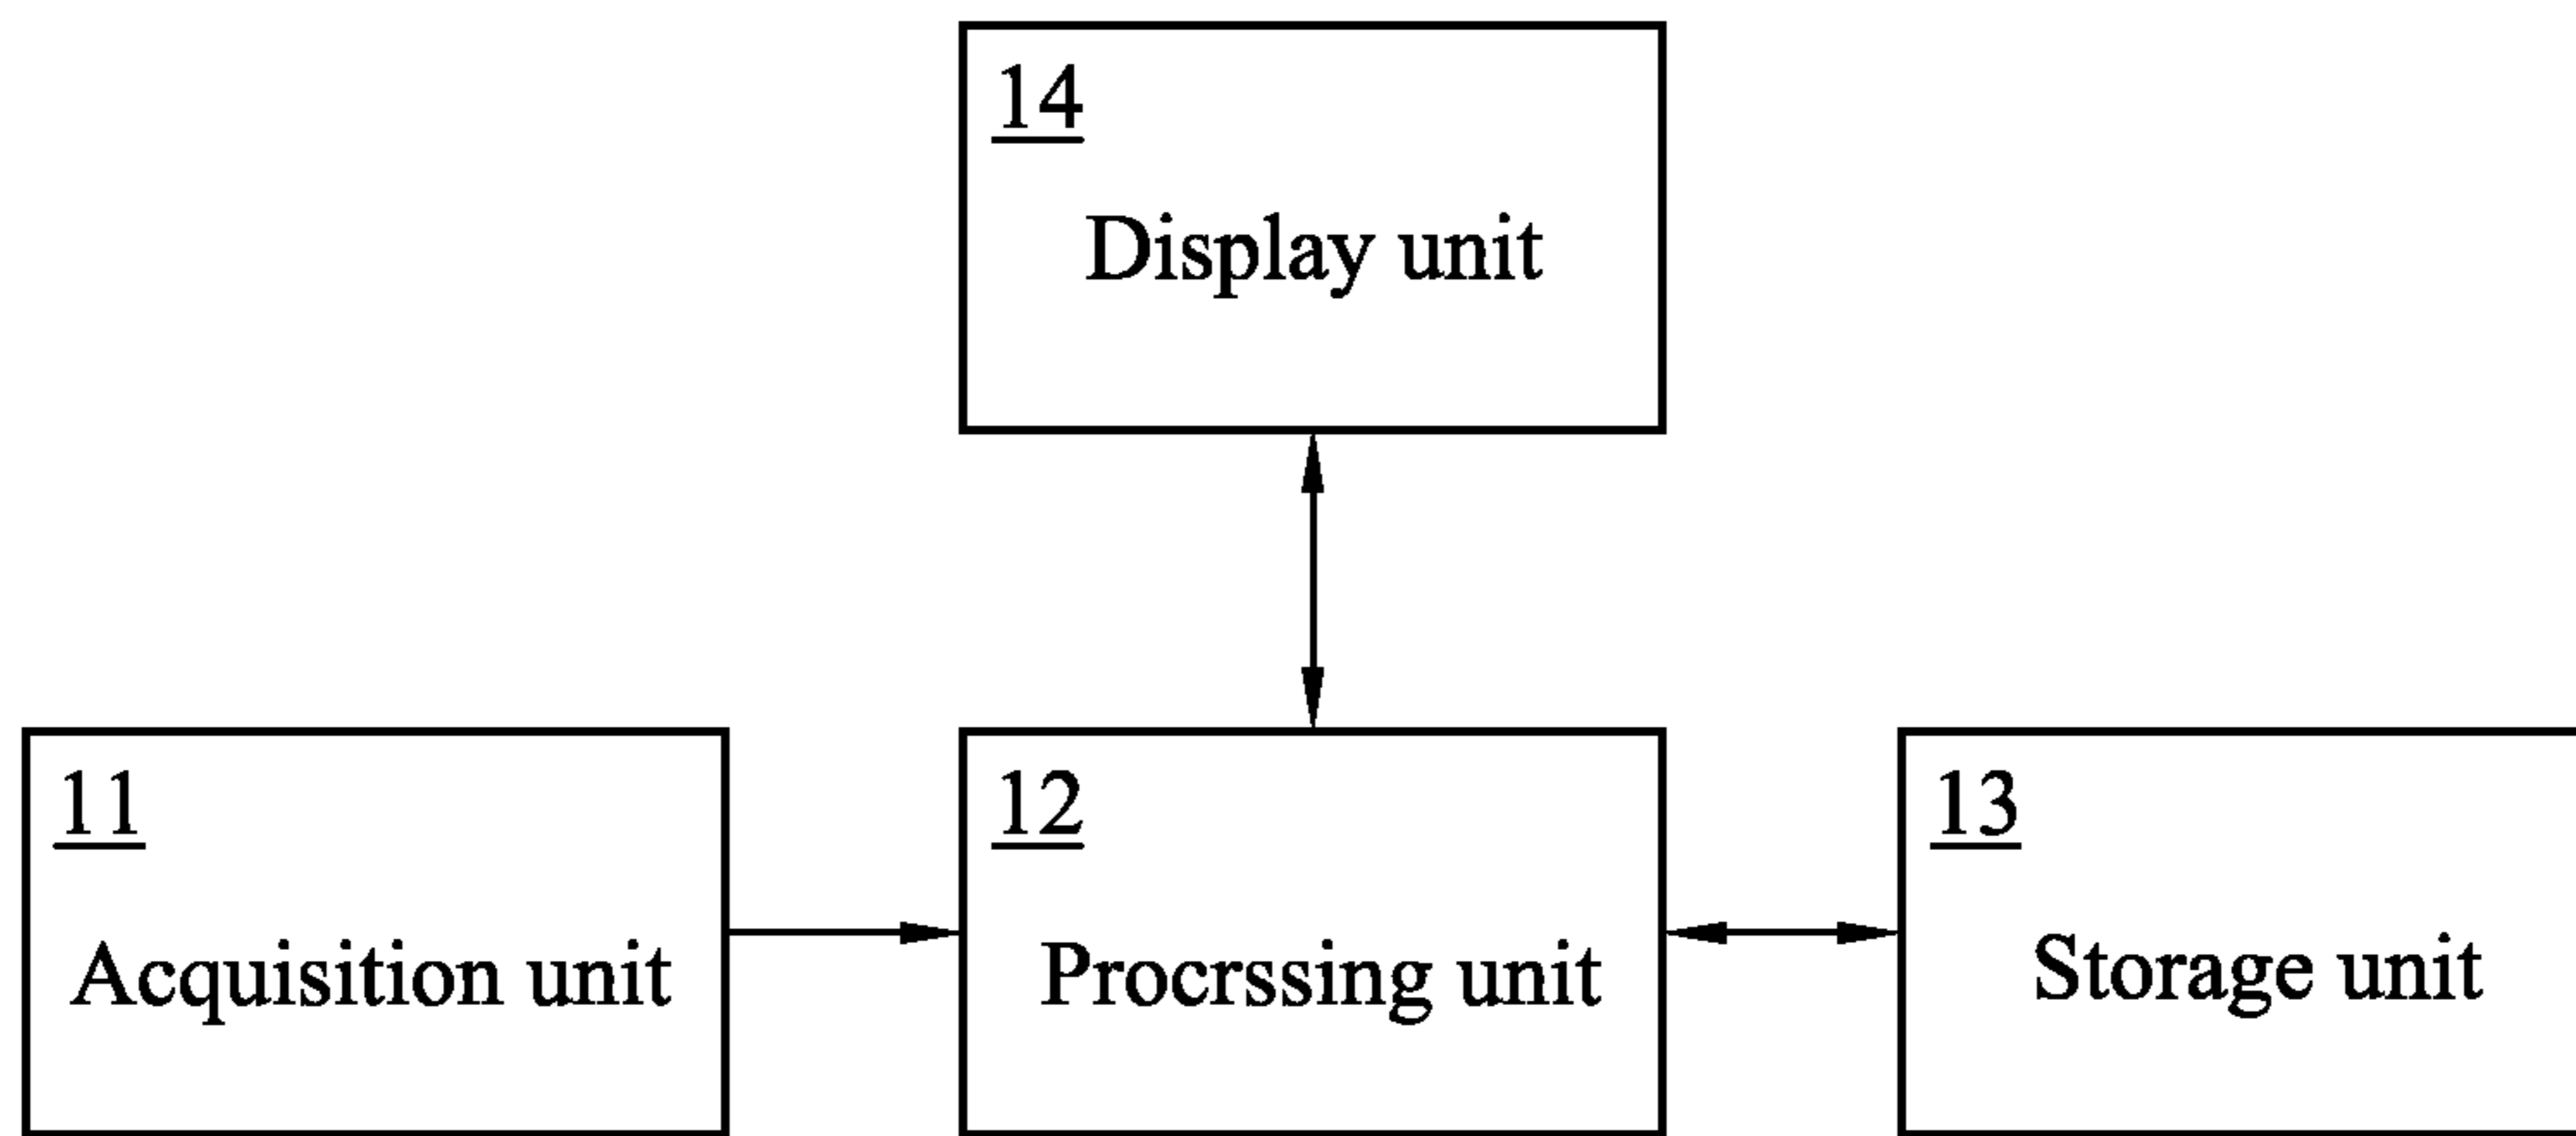 14
Display unit
11
Acquisition unit
12
Procrssing unit
13
Storage unit